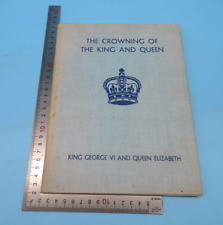 THE CROWNING OF
THE KING AND QUEEN
KING GEORGE VI AND QUEEN ELIZABETH